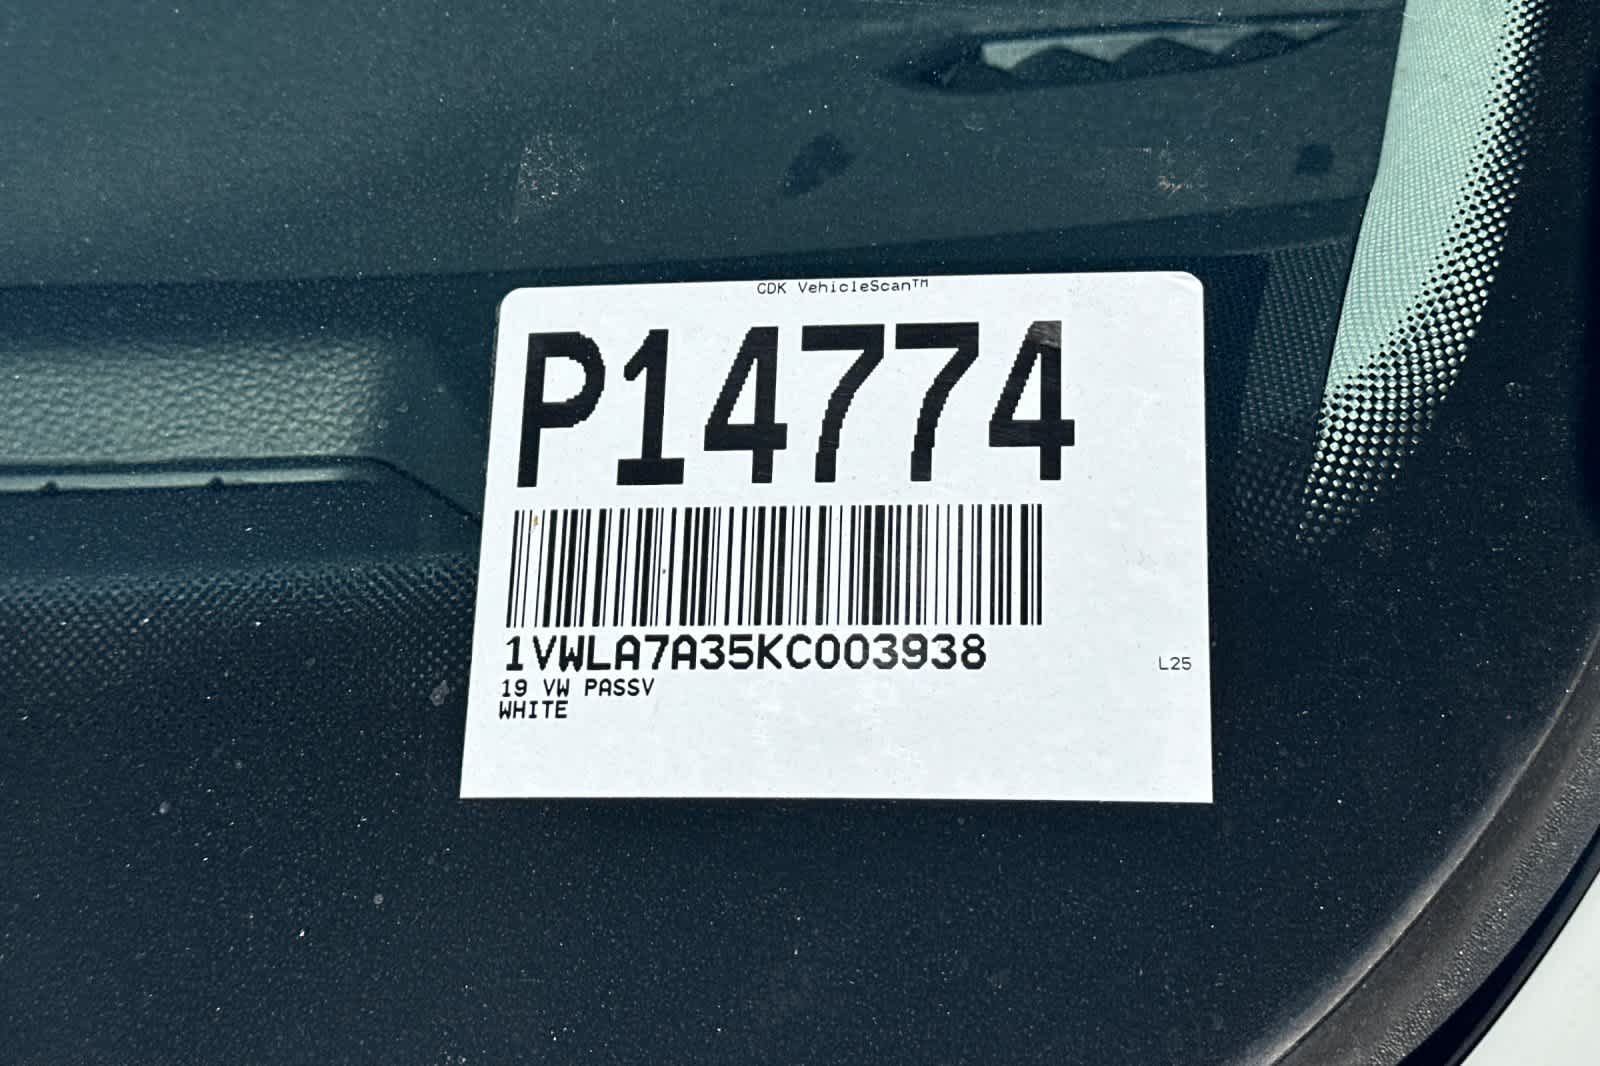 CDK VehicleScan™
P14774
1VWLA7A35KC003938
L25
19 VW PASSV
WHITE